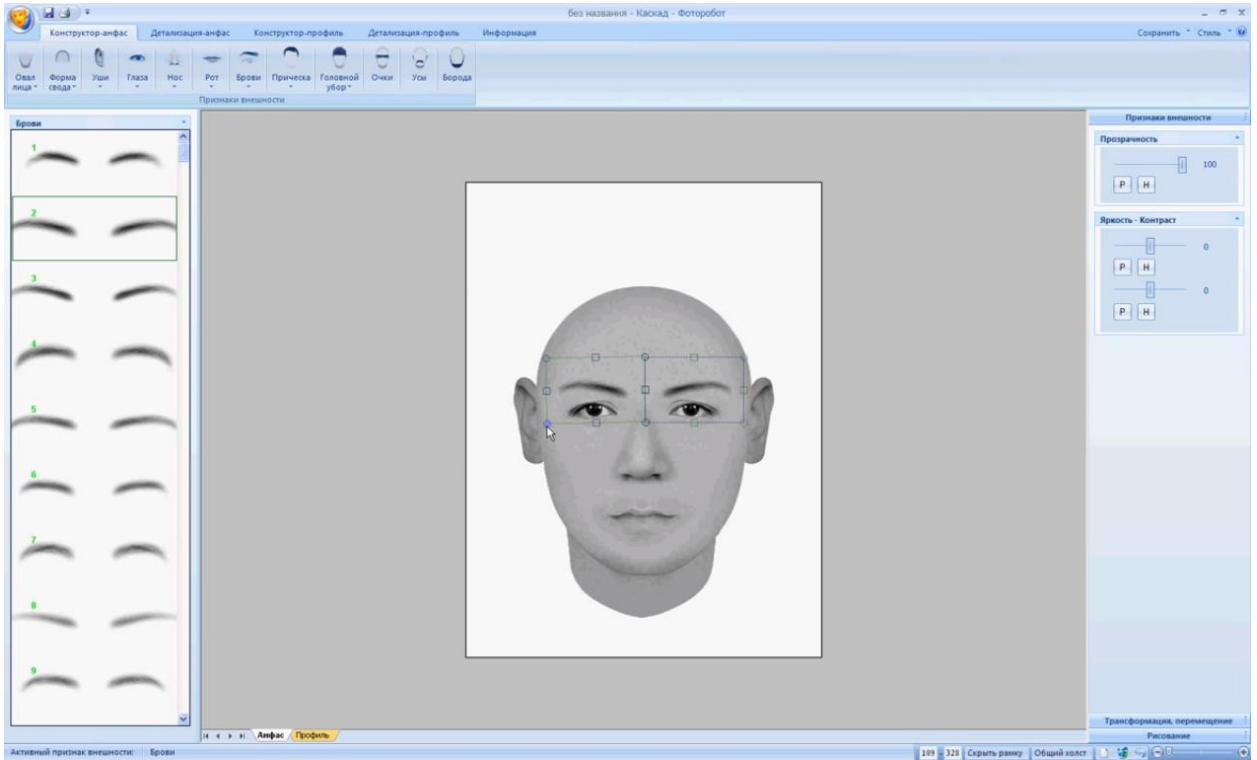 без названия - Каскад - Фоторобот
Конструктор-анфас Детализация-анфас Конструктор-профиль Детализация-профиль Информация Сохранить Стиль
Овал лица
Форма свода
Уши
Глаза
Нос
Рот
Брови
Прическа
Головной убор
Очки
Усы
Борода
Признаки внешности
Брови
1
2
3
4
5
6
7
8
9
Признаки внешности
Прозрачность
100
Р Н
Яркость - Контраст
0
Р Н
0
Р Н
Трансформация, перемещение
Рисование
Анфас Профиль
Активный признак внешности: Брови
109 - 328 Скрыть рамку Общий холст